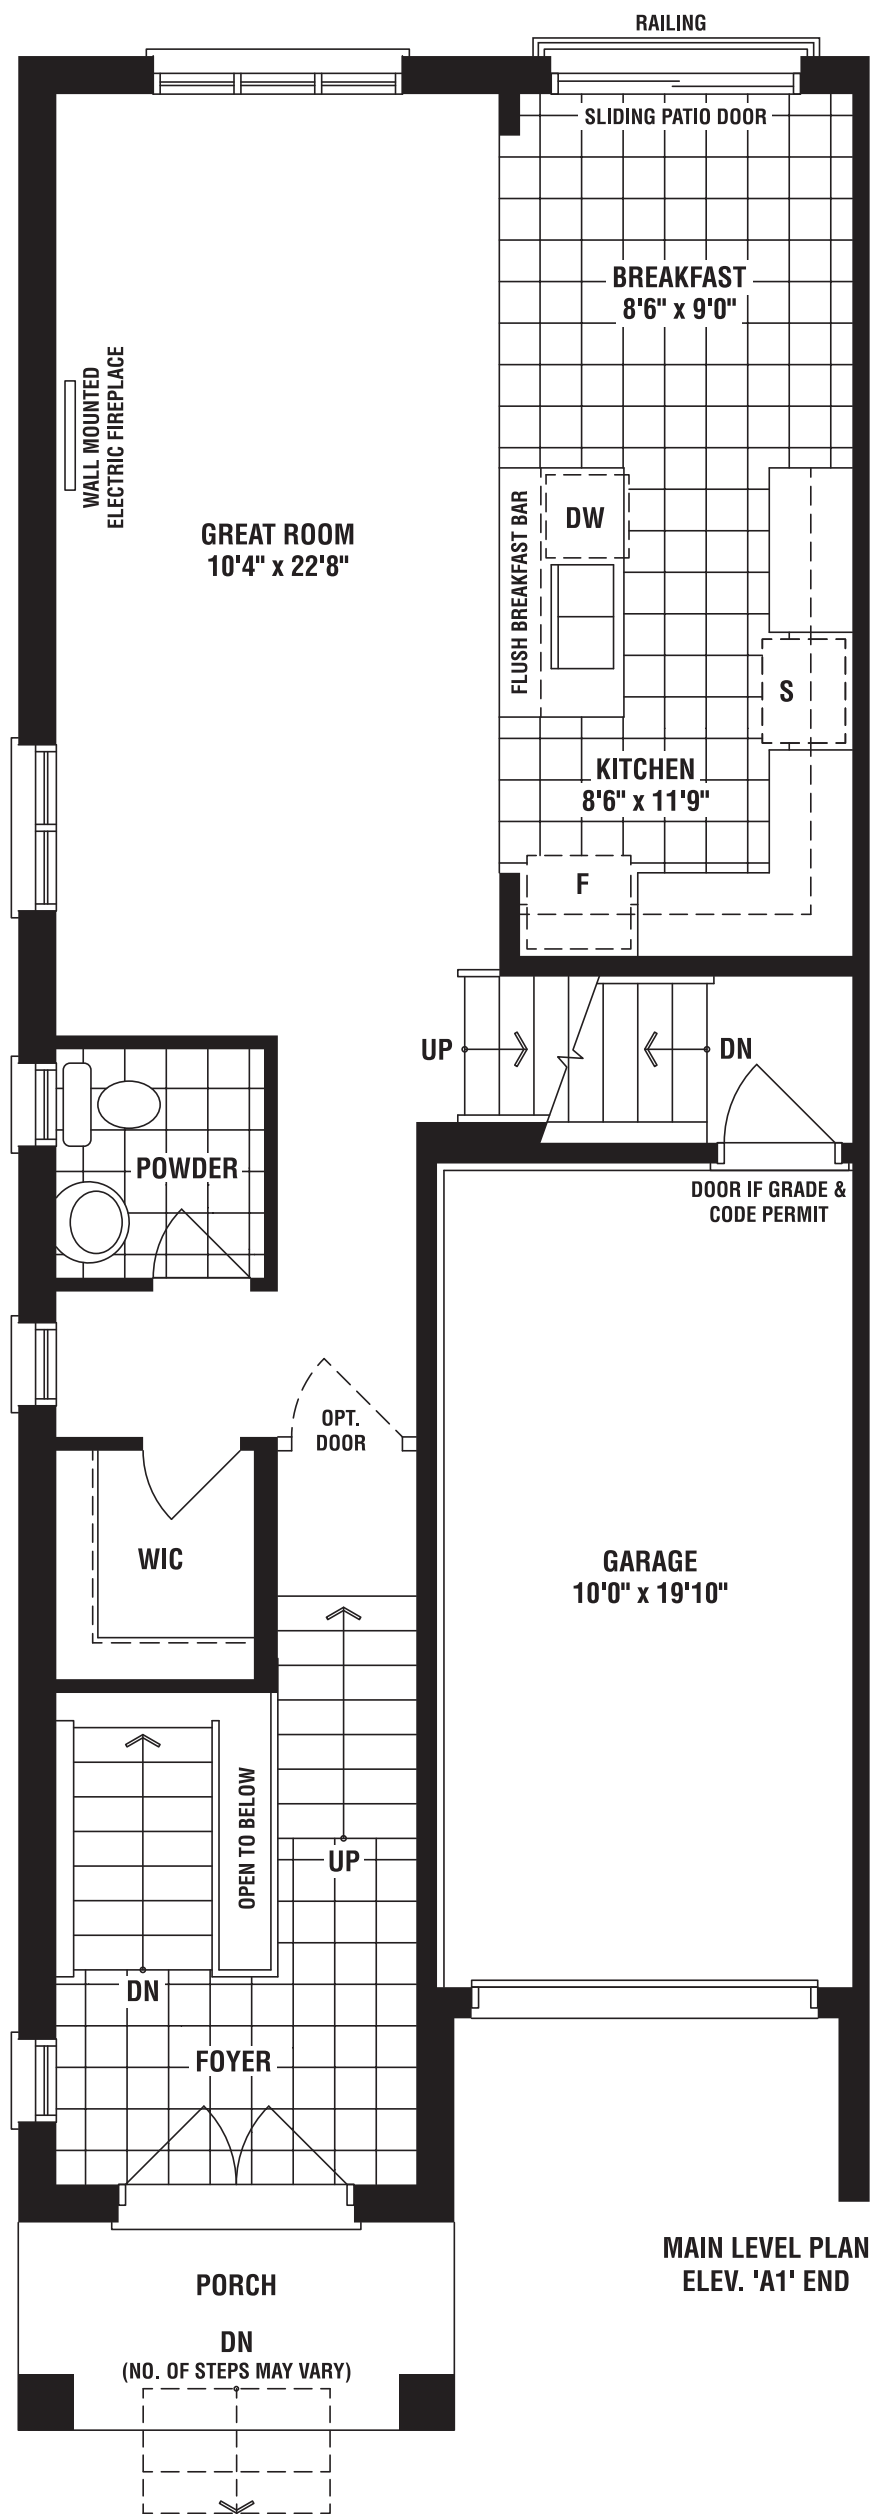 RAILING
SLIDING PATIO DOOR
BREAKFAST
8'6" x 9'0"
WALL MOUNTED
ELECTRIC FIREPLACE
GREAT ROOM
10'4" x 22'8"
FLUSH BREAKFAST BAR
DW
S
KITCHEN
8'6" x 11'9"
F
UP
DN
POWDER
DOOR IF GRADE &
CODE PERMIT
OPT.
DOOR
WIC
GARAGE
10'0" x 19'10"
OPEN TO BELOW
UP
DN
FOYER
MAIN LEVEL PLAN
ELEV. 'A1' END
PORCH
DN
(NO. OF STEPS MAY VARY)